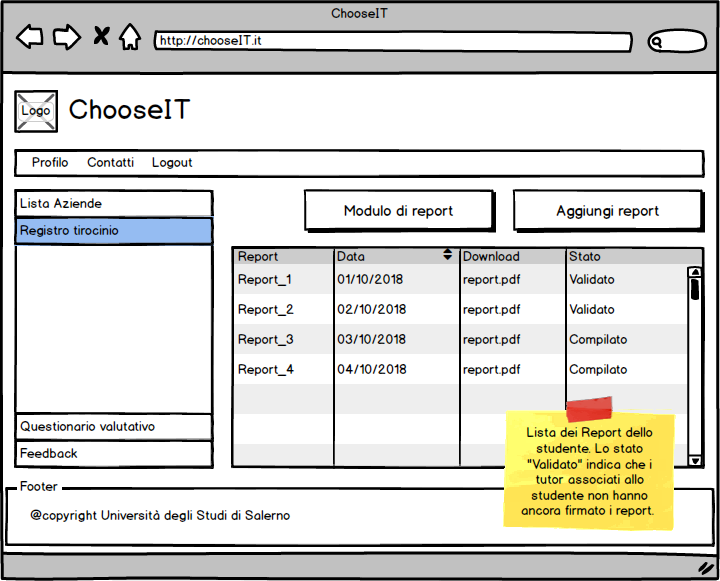 ChooseIT
http://chooseIT.it
Logo
ChooseIT
Profilo Contatti Logout
Lista Aziende
Registro tirocinio
Questionario valutativo
Feedback
Modulo di report Aggiungi report
Report Data Download Stato
Report_1 01/10/2018 report.pdf Validato
Report_2 02/10/2018 report.pdf Validato
Report_3 03/10/2018 report.pdf Compilato
Report_4 04/10/2018 report.pdf Compilato
Lista dei Report dello
studente. Lo stato
"Validato" indica che i
tutor associati allo
studente non hanno
ancora firmato i report.
Footer
@copyright Università degli Studi di Salerno